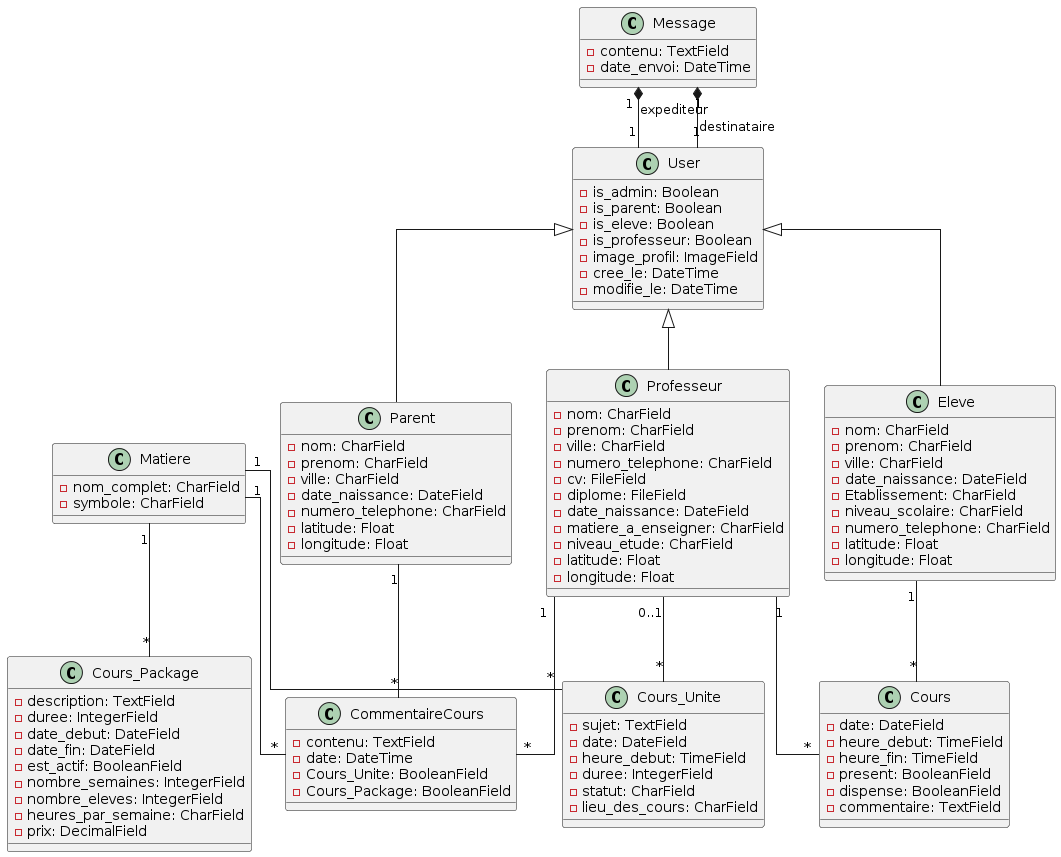 C Message
contenu: TextField
date_envoi: DateTime
1 expediteur 1
1 destinataire 1
C User
is_admin: Boolean
is_parent: Boolean
is_eleve: Boolean
is_professeur: Boolean
image_profil: ImageField
cree_le: DateTime
modifie_le: DateTime
C Parent
nom: CharField
prenom: CharField
ville: CharField
date_naissance: DateField
numero_telephone: CharField
latitude: Float
longitude: Float
C Professeur
nom: CharField
prenom: CharField
ville: CharField
numero_telephone: CharField
cv: FileField
diplome: FileField
date_naissance: DateField
matiere_a_enseigner: CharField
niveau_etude: CharField
latitude: Float
longitude: Float
C Eleve
nom: CharField
prenom: CharField
ville: CharField
date_naissance: DateField
Etablissement: CharField
niveau_scolaire: CharField
numero_telephone: CharField
latitude: Float
longitude: Float
C Matiere
nom_complet: CharField
symbole: CharField
1
1
1
1
1
0..1
1
1
*
*
*
*
*
*
*
C Cours_Package
description: TextField
duree: IntegerField
date_debut: DateField
date_fin: DateField
est_actif: BooleanField
nombre_semaines: IntegerField
nombre_eleves: IntegerField
heures_par_semaine: CharField
prix: DecimalField
C CommentaireCours
contenu: TextField
date: DateTime
Cours_Unite: BooleanField
Cours_Package: BooleanField
C Cours_Unite
sujet: TextField
date: DateField
heure_debut: TimeField
duree: IntegerField
statut: CharField
lieu_des_cours: CharField
C Cours
date: DateField
heure_debut: TimeField
heure_fin: TimeField
present: BooleanField
dispense: BooleanField
commentaire: TextField